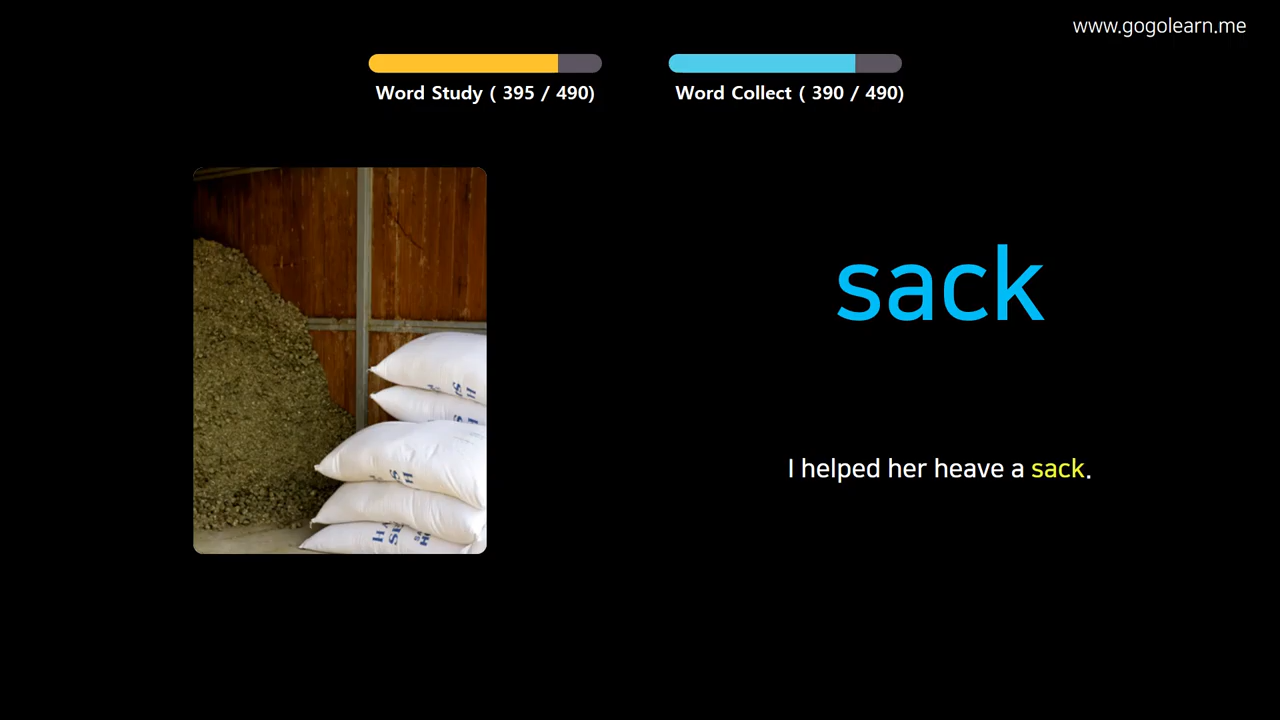 www.gogolearn.me
Word Study ( 395 / 490)
Word Collect ( 390 / 490)
sack
I helped her heave a sack.